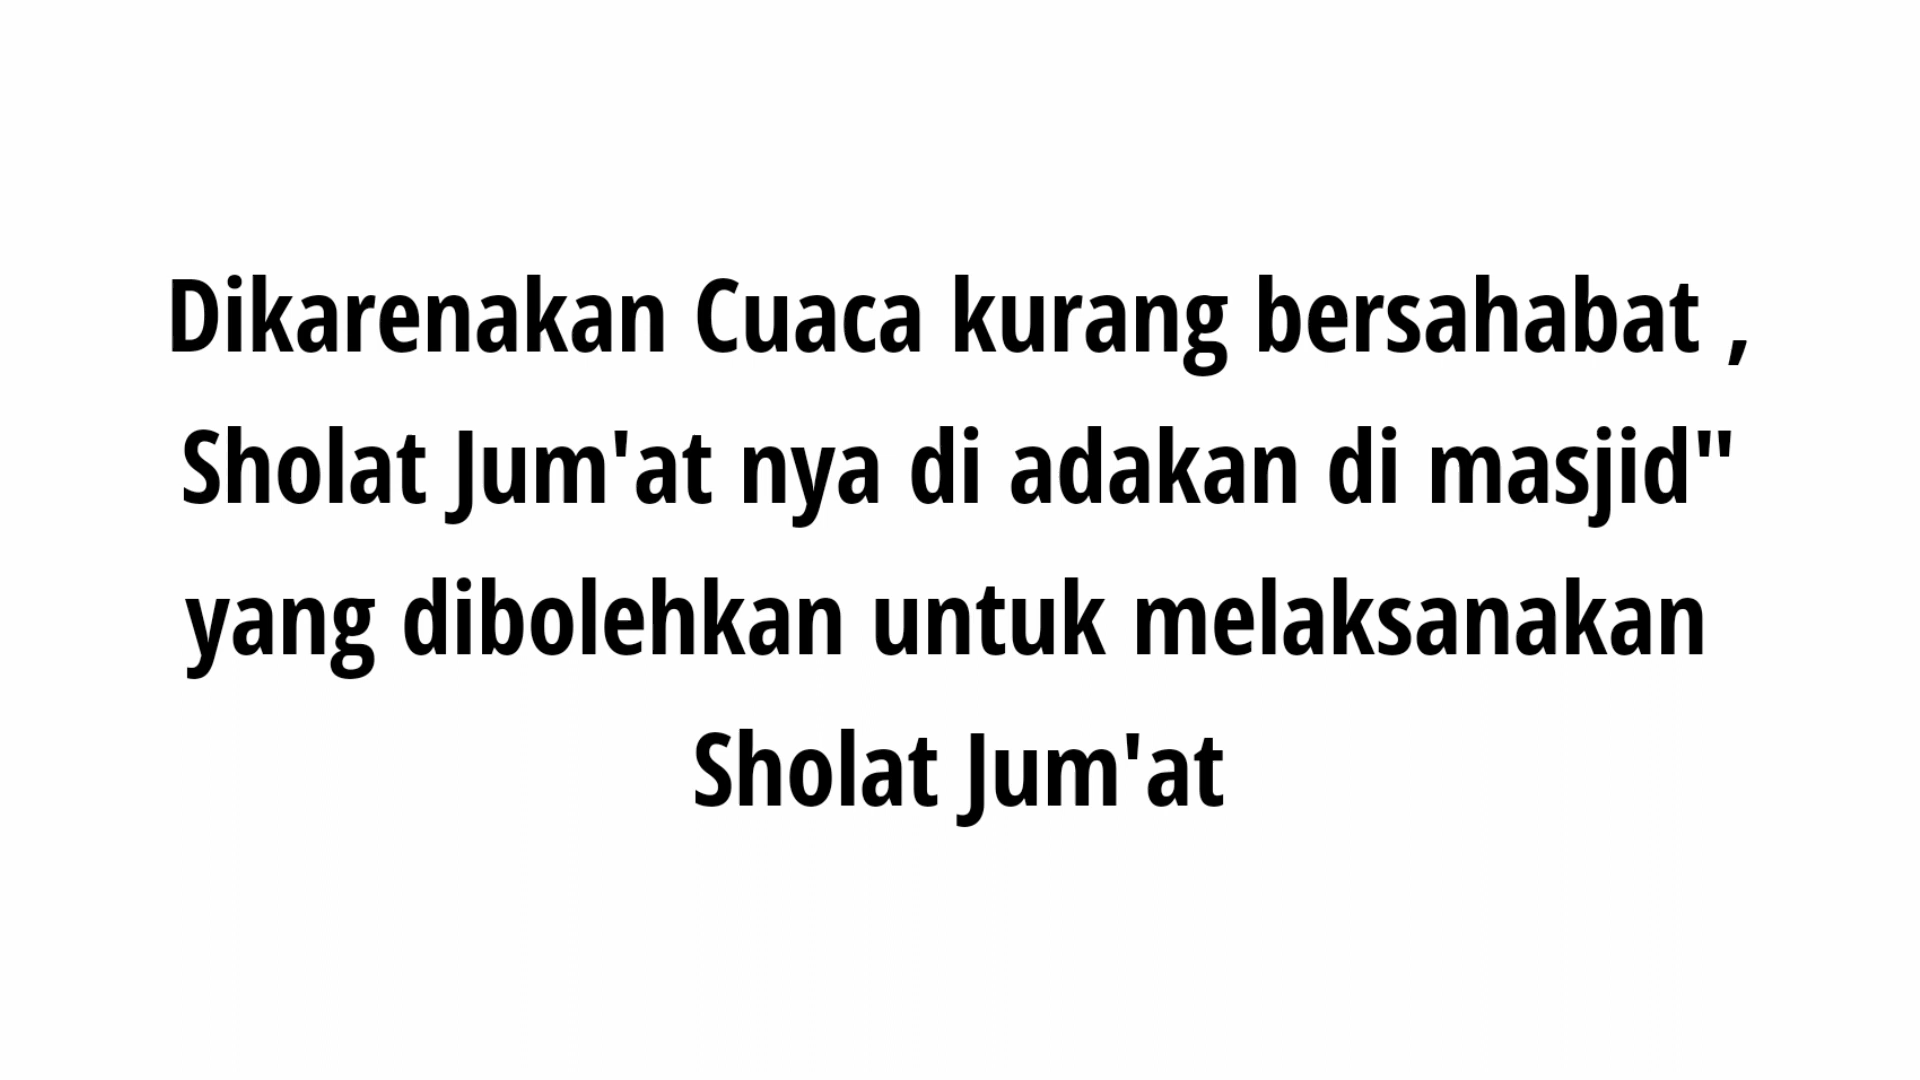 Dikarenakan Cuaca kurang bersahabat ,
Sholat Jum'at nya di adakan di masjid"
yang dibolehkan untuk melaksanakan
Sholat Jum'at